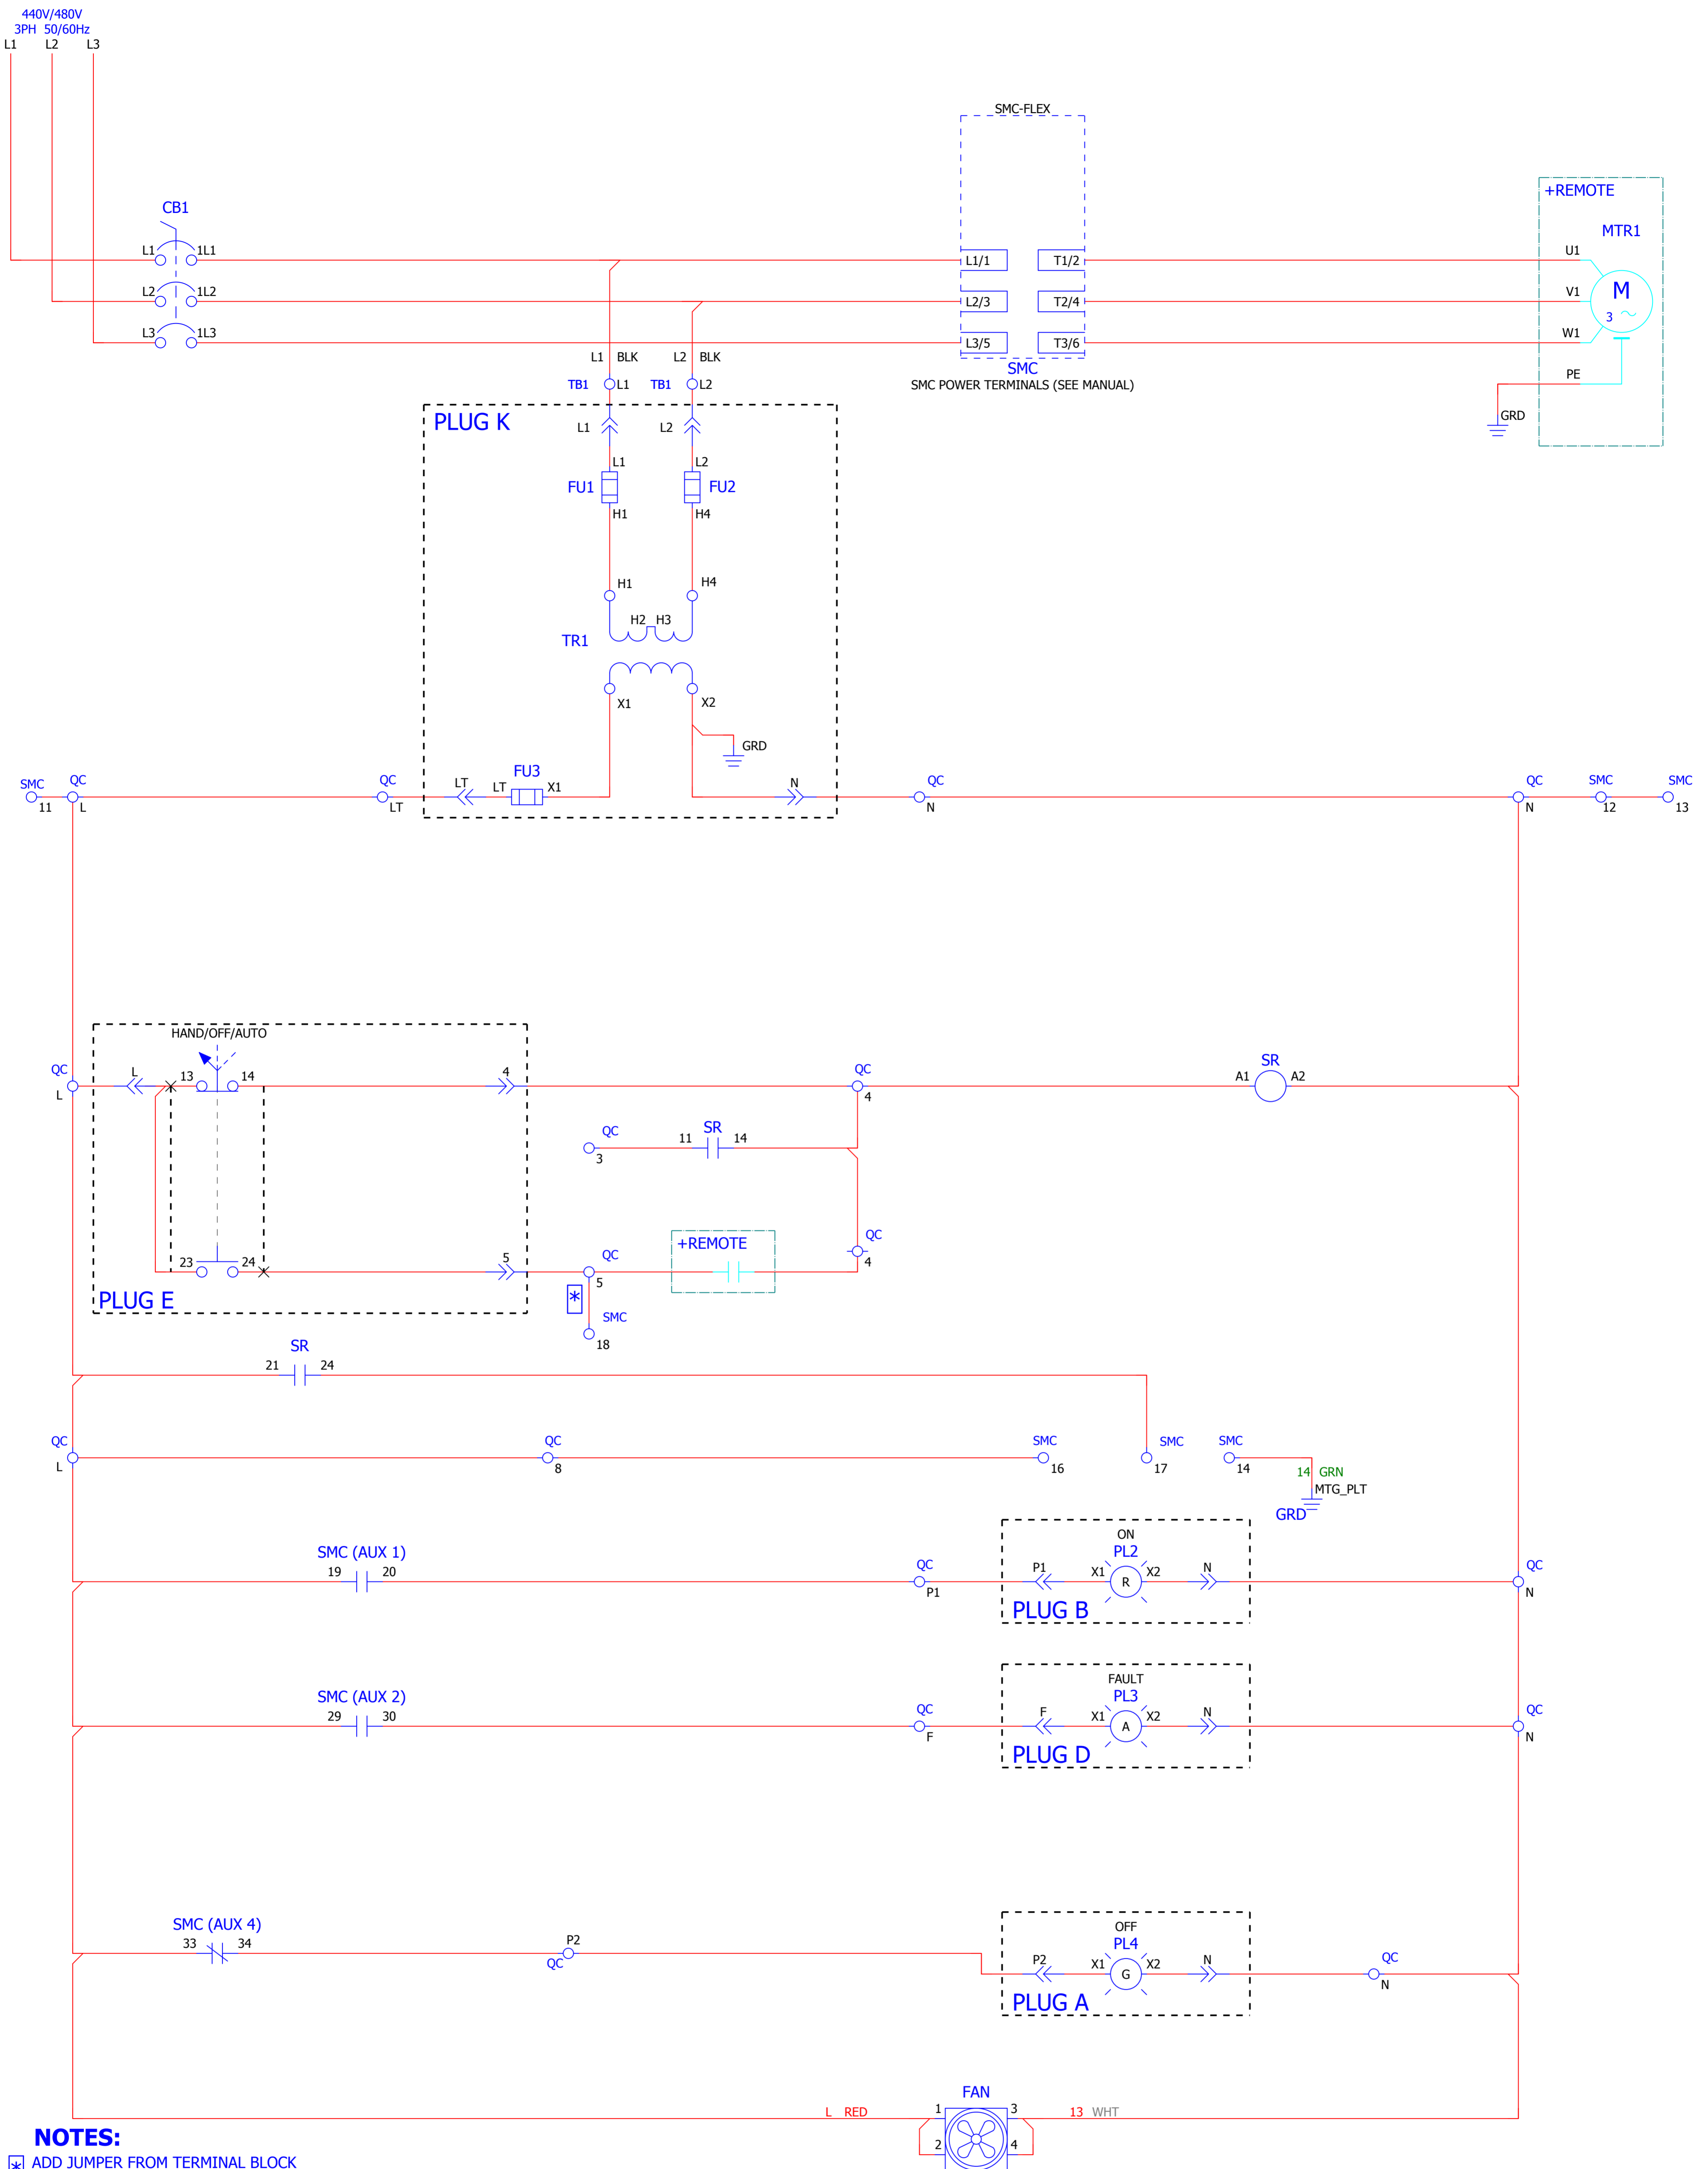 440V/480V
3PH 50/60Hz
L1 L2 L3
SMC-FLEX
+REMOTE
CB1
MTR1
L1 1L1
L1/1 T1/2
U1
L2 1L2
L2/3 T2/4
V1
M
3
L3 1L3
L3/5 T3/6
W1
L1 BLK L2 BLK
SMC
PE
TB1 L1 TB1 L2
SMC POWER TERMINALS (SEE MANUAL)
GRD
PLUG K
L1 L2
L1 L2
FU1 FU2
H1 H4
H1 H4
H2 H3
TR1
X1 X2
GRD
FU3
SMC QC QC LT LT X1 N QC QC SMC SMC
11 L LT N N 12 13
HAND/OFF/AUTO
QC L 13 14 4 QC SR
A1 A2
L 4
QC 11 SR 14
3
+REMOTE
QC
23 24 5 QC
5 4
PLUG E
*
SMC
18
SR
21 24
QC QC SMC SMC SMC
L 8 16 17 14
14 GRN
MTG_PLT
GRD
ON
SMC (AUX 1) PL2
19 20 QC P1 X1 R X2 N QC
P1 N
PLUG B
FAULT
SMC (AUX 2) PL3
29 30 QC F X1 A X2 N QC
F N
PLUG D
OFF
SMC (AUX 4) PL4
33 34 P2
QC
P2 X1 G X2 N QC
N
PLUG A
FAN
L RED 1 3 13 WHT
2 4
NOTES:
* ADD JUMPER FROM TERMINAL BLOCK